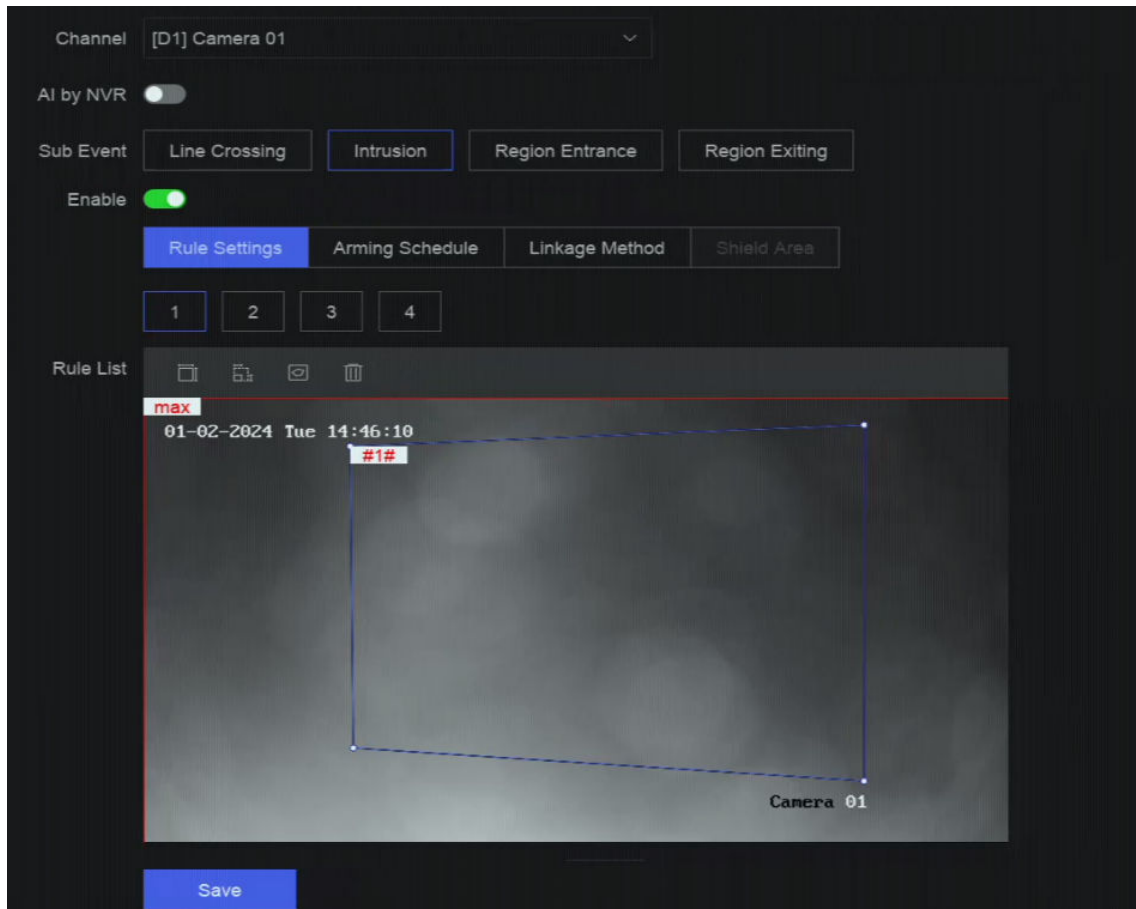 Channel [D1] Camera 01
AI by NVR
Sub Event Line Crossing Intrusion Region Entrance Region Exiting
Enable
Rule Settings Arming Schedule Linkage Method Shield Area
1 2 3 4
Rule List
max
01-02-2024 Tue 14:46:10
#1#
Camera 01
Save